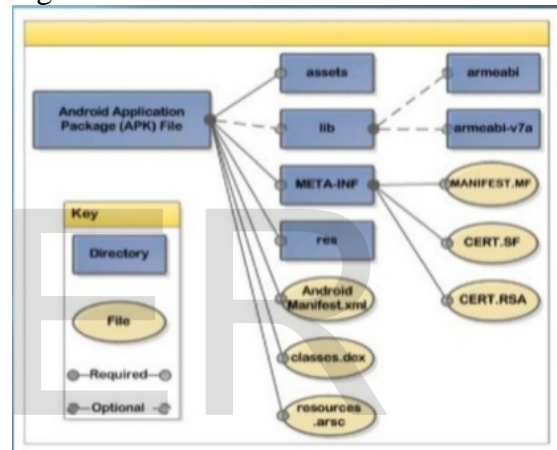 assets
armeabi
Android Application
Package (APK) File
lib
armeabi-v7a
META-INF
MANIFEST.MF
Key
Directory
res
CERT.SF
Android
Manifest.xml
CERT.RSA
File
classes.dex
Required
Optional
resources
.arsc
ER